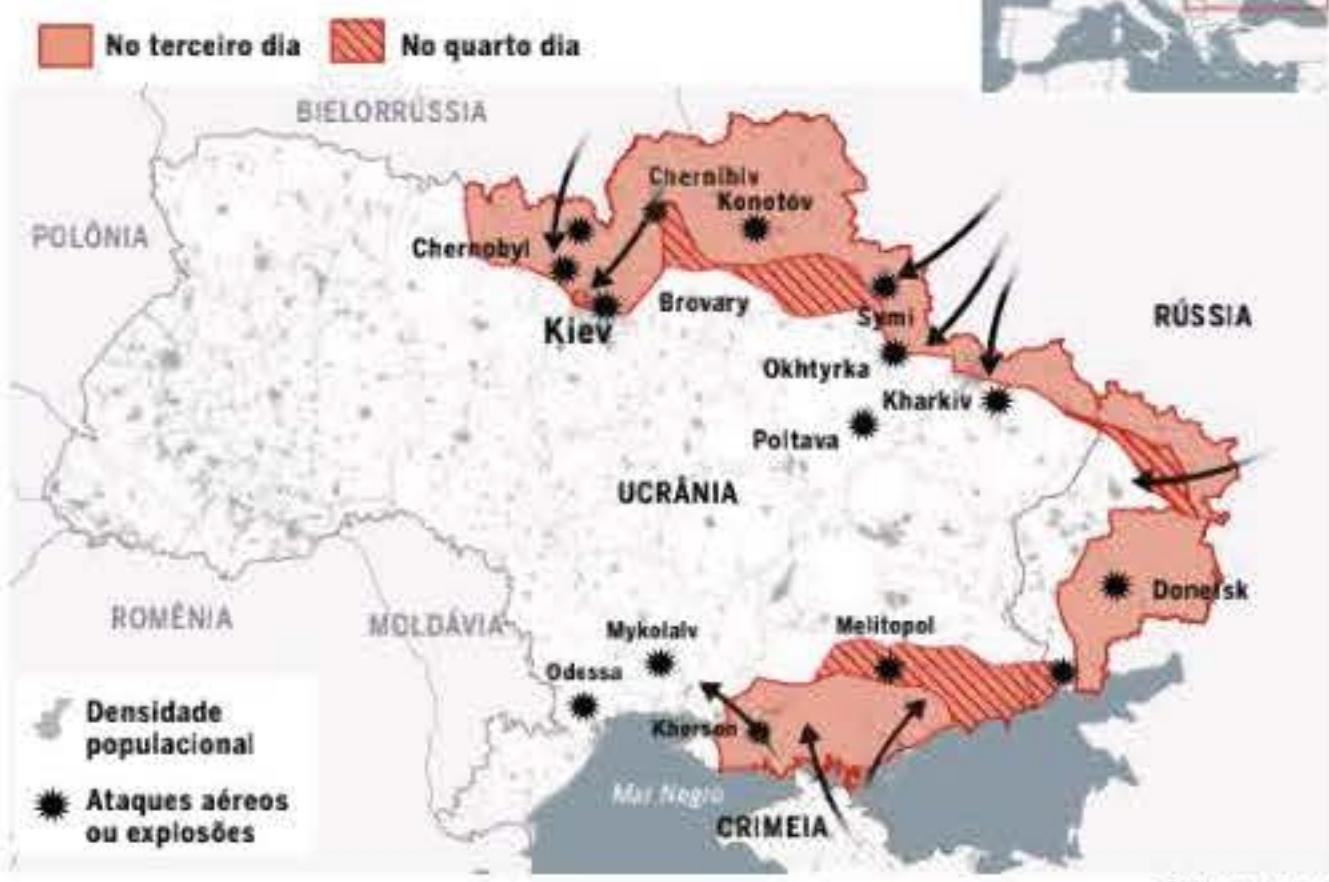 No terceiro dia
No quarto dia
BIELORRÚSSIA
POLÔNIA
Chernihiv
Konotóv
Chernobyl
Brovary
Kiev
Symi
RÚSSIA
Okhtyrka
Kharkiv
Poltava
UCRÂNIA
Donetsk
ROMÊNIA
MOLDÁVIA
Mykolaiv
Melitopol
Odessa
Kherson
Mar Negro
CRIMEIA
Densidade
populacional
Ataques aéreos
ou explosões